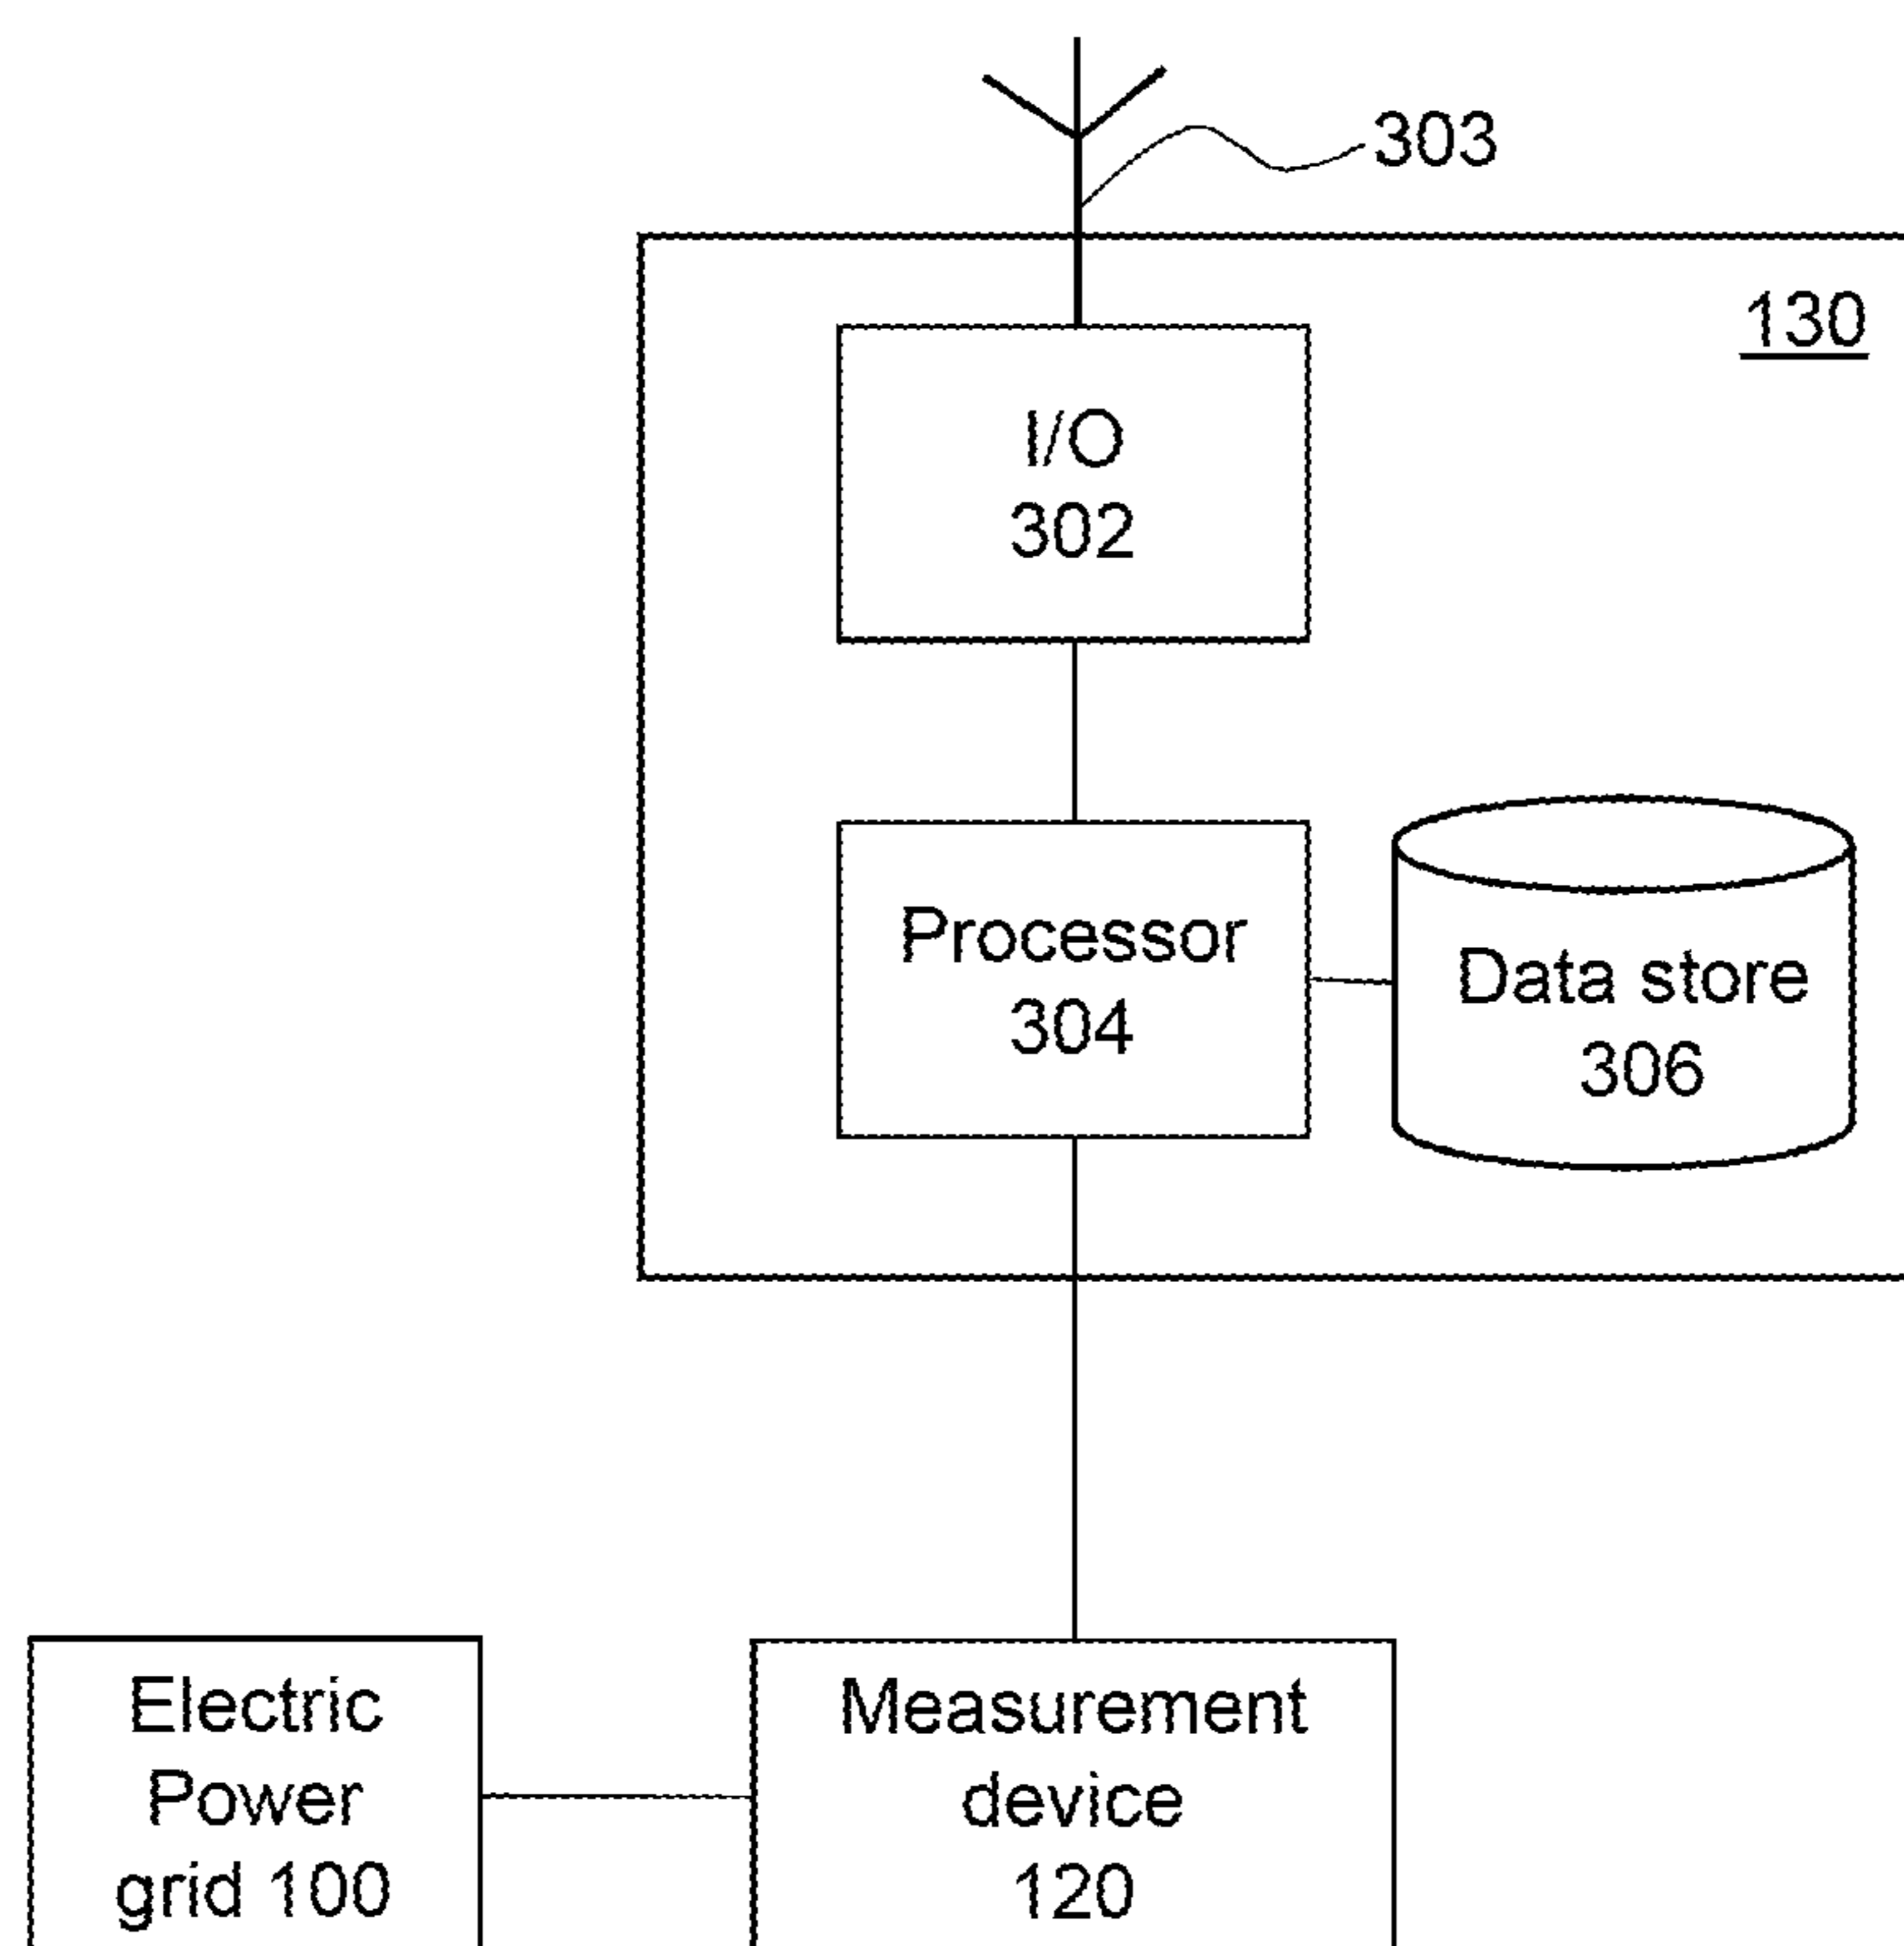 303
130
I/O
302
Processor
304
Data store
306
Electric
Power
grid 100
Measurement
device
120